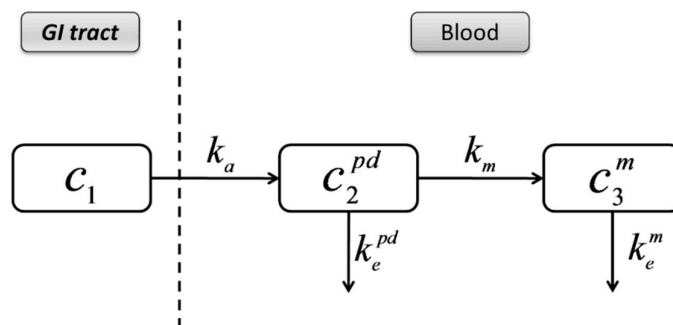 GI tract
Blood
k_a
k_m
c_1
c_2^{pd}
c_3^m
k_e^{pd}
k_e^m